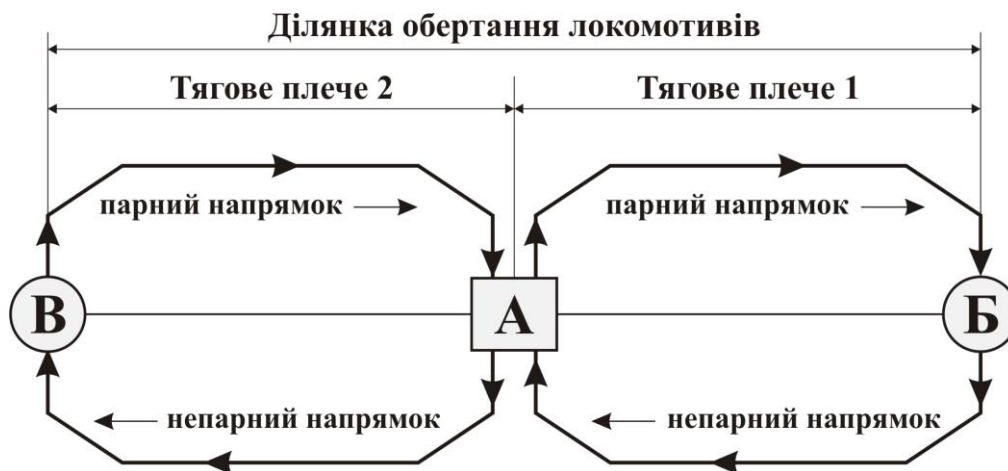 Ділянка обертання локомотивів
Тягове плече 2
Тягове плече 1
парний напрямок
парний напрямок
В
А
Б
непарний напрямок
непарний напрямок